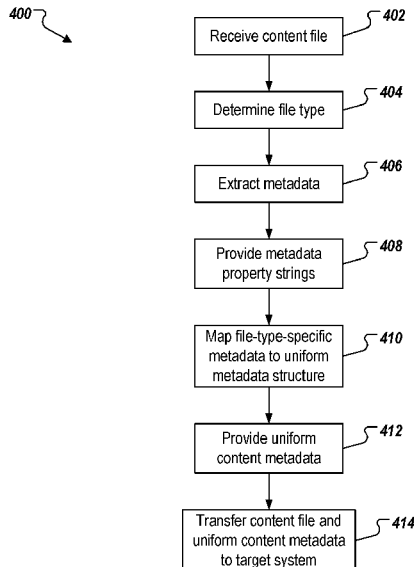 400
Receive content file
402
Determine file type
404
Extract metadata
406
Provide metadata
property strings
408
Map file-type-specific
metadata to uniform
metadata structure
410
Provide uniform
content metadata
412
Transfer content file and
uniform content metadata
to target system
414